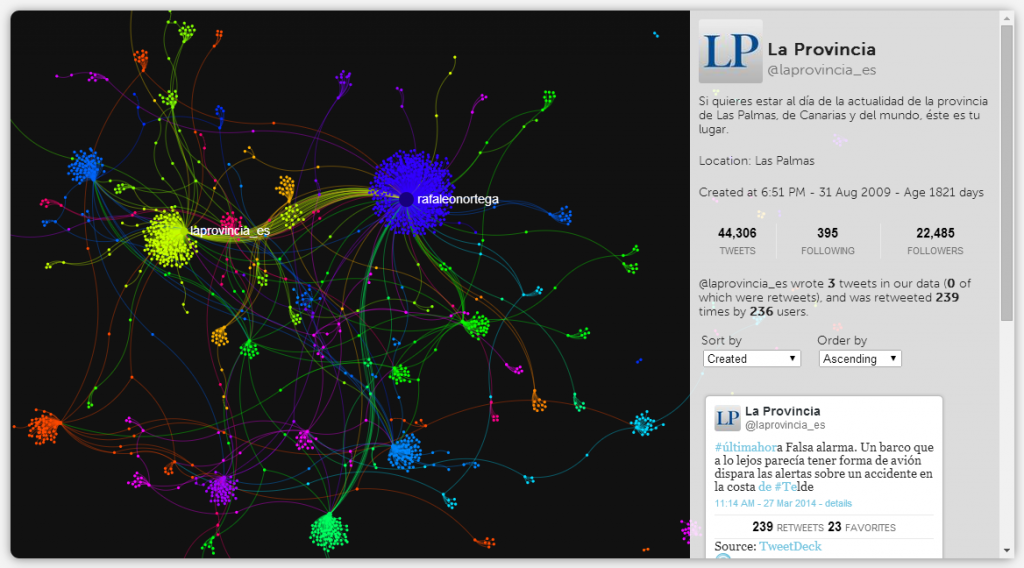 rafaleonortega
laprovincia_es
LP
La Provincia
@laprovincia_es
Si quieres estar al día de la actualidad de la provincia
de Las Palmas, de Canarias y del mundo, éste es tu
lugar.
Location: Las Palmas
Created at 6:51 PM - 31 Aug 2009 - Age 1821 days
44,306 395 22,485
TWEETS FOLLOWING FOLLOWERS
@laprovincia_es wrote 3 tweets in our data (0 of
which were retweets), and was retweeted 239
times by 236 users.
Sort by Order by
Created Ascending
LP
La Provincia
@laprovincia_es
#últimahora Falsa alarma. Un barco que
a lo lejos parecía tener forma de avión
dispara las alertas sobre un accidente en
la costa de #Telde
11:14 AM - 27 Mar 2014 - details
239 RETWEETS 23 FAVORITES
Source: TweetDeck